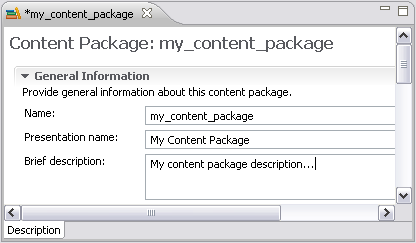 *my_content_package
Content Package: my_content_package
General Information
Provide general information about this content package.
Name: my_content_package
Presentation name: My Content Package
Brief description: My content package description...
Description